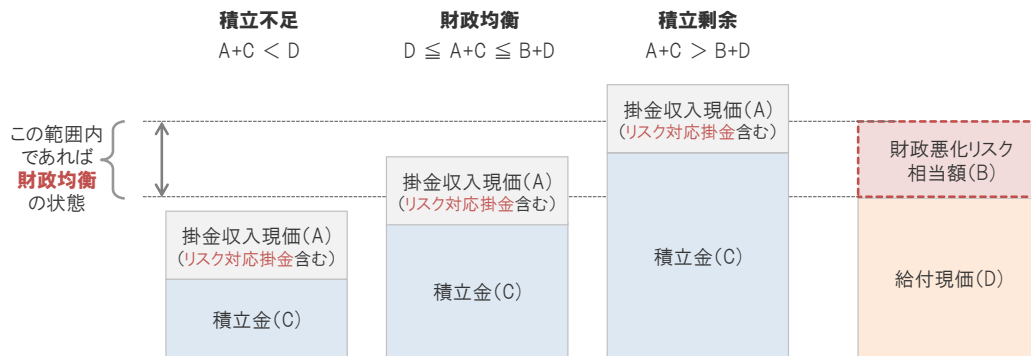 積立不足
A+C < D
財政均衡
D ≦ A+C ≦ B+D
積立剰余
A+C > B+D
この範囲内
であれば
財政均衡
の状態
掛金収入現価(A)
(リスク対応掛金含む)
積立金(C)
掛金収入現価(A)
(リスク対応掛金含む)
積立金(C)
掛金収入現価(A)
(リスク対応掛金含む)
積立金(C)
財政悪化リスク
相当額(B)
給付現価(D)